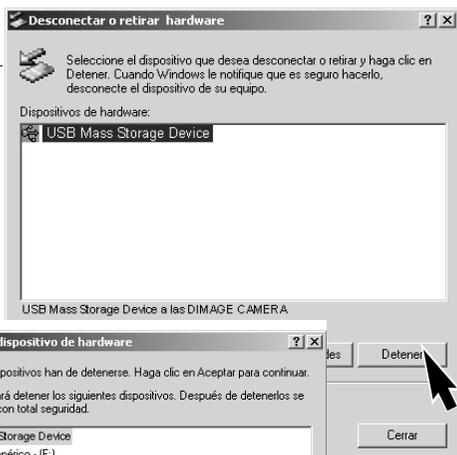 Desconectar o retirar hardware
Seleccione el dispositivo que desea desconectar o retirar y haga clic en
Detener. Cuando Windows le notifique que es seguro hacerlo,
desconecte el dispositivo de su equipo.
Dispositivos de hardware:
USB Mass Storage Device
USB Mass Storage Device a las DIMAGE CAMERA
Detener
Cerrar
dispositivo de hardware
han de detenerse. Haga clic en Aceptar para continuar.
detener los siguientes dispositivos. Después de detenerlos se
con total seguridad.
Storage Device
(E:)